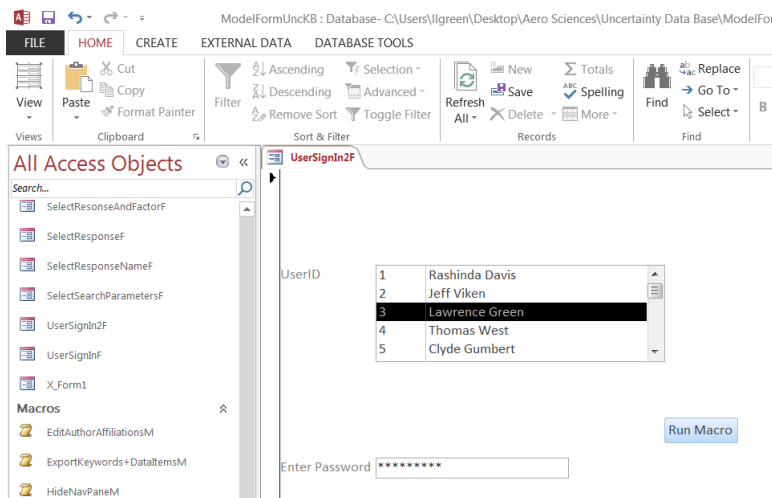 ModelFormUncKB : Database- C:\Users\llgreen\Desktop\Aero Sciences\Uncertainty Data Base\ModelFor
FILE HOME CREATE EXTERNAL DATA DATABASE TOOLS
View
Views
Paste
Cut
Copy
Format Painter
Clipboard
Filter
Ascending
Descending
Remove Sort
Selection
Advanced
Toggle Filter
Sort & Filter
Refresh
All
New
Save
Delete
Totals
Spelling
More
Records
Find
Replace
Go To
Select
Find
B
All Access Objects
Search...
SelectResonseAndFactorF
SelectResponseF
SelectResponseNameF
SelectSearchParametersF
UserSignIn2F
UserSignInF
X_Form1
Macros
EditAuthorAffiliationsM
ExportKeywords+DataItemsM
HideNavPaneM
UserSignIn2F
UserID
1 Rashinda Davis
2 Jeff Viken
3 Lawrence Green
4 Thomas West
5 Clyde Gumbert
Run Macro
Enter Password *********